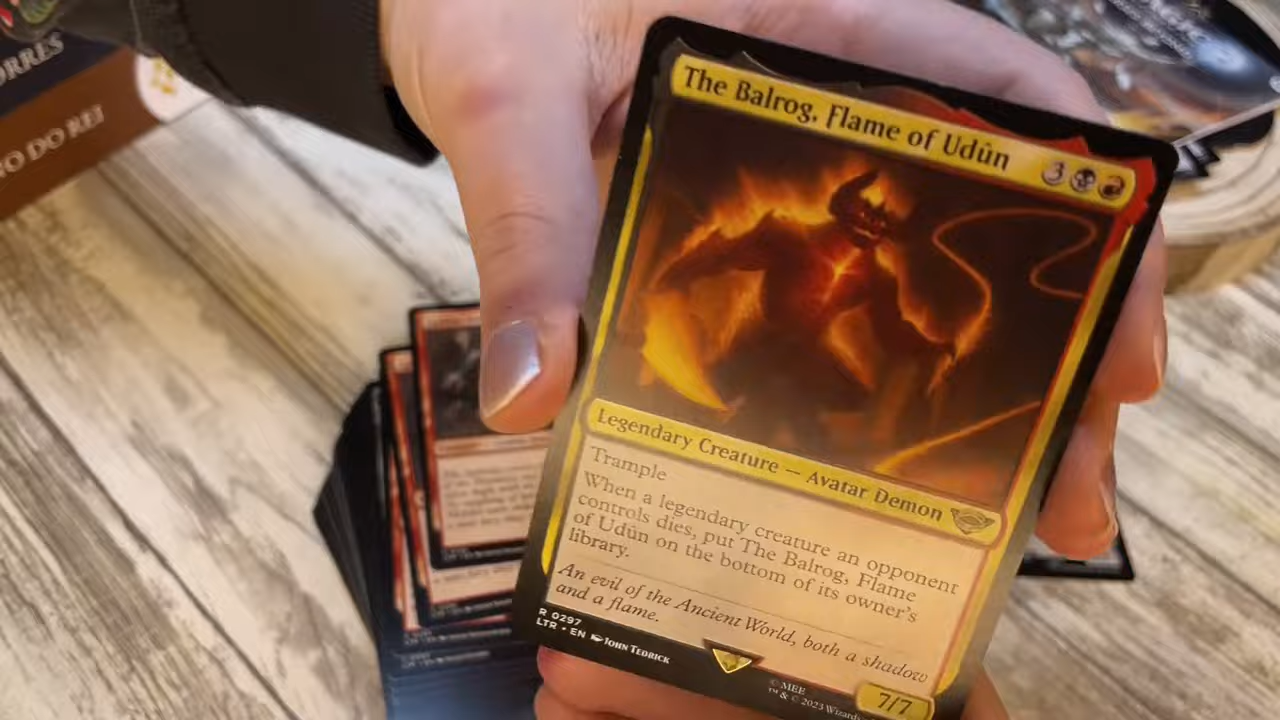 ORRES
NO DO REI
The Balrog, Flame of Udûn
3
Legendary Creature — Avatar Demon
Trample
When a legendary creature an opponent
controls dies, put The Balrog, Flame
of Udûn on the bottom of its owner's
library.
An evil of the Ancient World, both a shadow
and a flame.
R 0297
LTR • EN JOHN TEDRICK
© MEE
™ & © 2023 Wizards
7/7